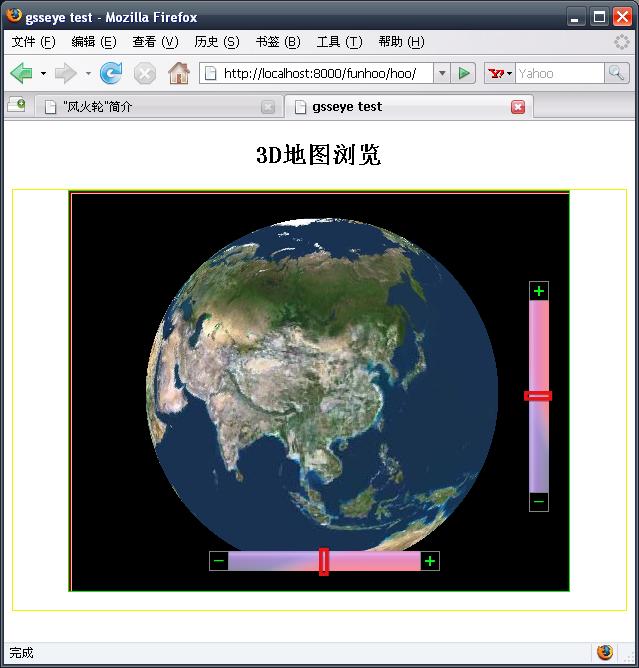 gsseye test - Mozilla Firefox
文件 (F) 编辑 (E) 查看 (V) 历史 (S) 书签 (B) 工具 (T) 帮助 (H)
http://localhost:8000/funhoo/hoo/ Y! Yahoo
"风火轮"简介 gsseye test
3D地图浏览
完成